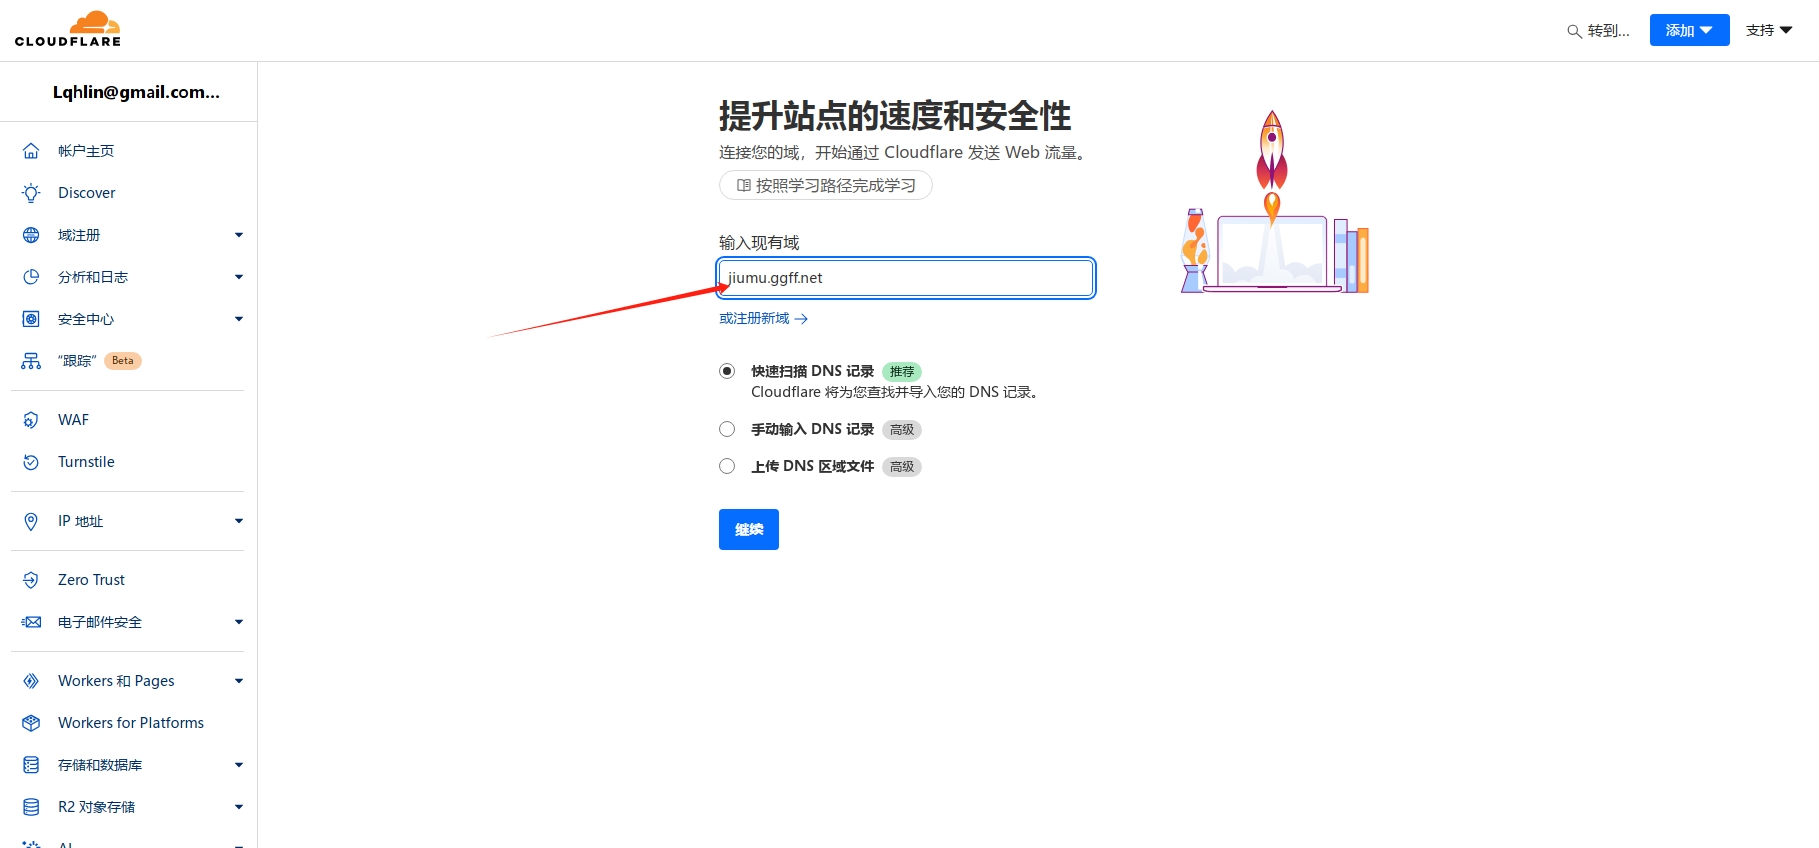 CLOUDFLARE
转到...
添加
支持
Lqhlin@gmail.com...
帐户主页
Discover
域注册
分析和日志
安全中心
“跟踪” Beta
WAF
Turnstile
IP 地址
Zero Trust
电子邮件安全
Workers 和 Pages
Workers for Platforms
存储和数据库
R2 对象存储
AI
提升站点的速度和安全性
连接您的域，开始通过 Cloudflare 发送 Web 流量。
按照学习路径完成学习
输入现有域
jiumu.ggff.net
或注册新域
快速扫描 DNS 记录 推荐
Cloudflare 将为您查找并导入您的 DNS 记录。
手动输入 DNS 记录 高级
上传 DNS 区域文件 高级
继续